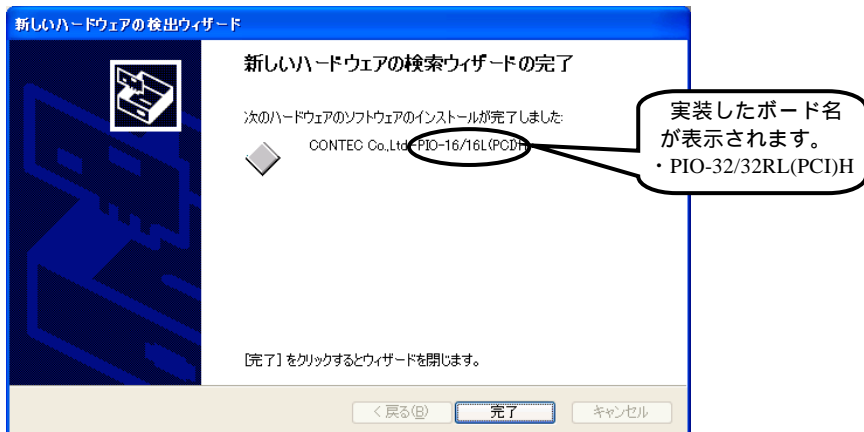 新しいハードウェアの検出ウィザード
新しいハードウェアの検索ウィザードの完了
次のハードウェアのソフトウェアのインストールが完了しました:
CONTEC Co.,Ltd.-PIO-16/16L(PCI)H
実装したボード名
が表示されます。
・PIO-32/32RL(PCI)H
[完了] をクリックするとウィザードを閉じます。
< 戻る(B)
完了
キャンセル